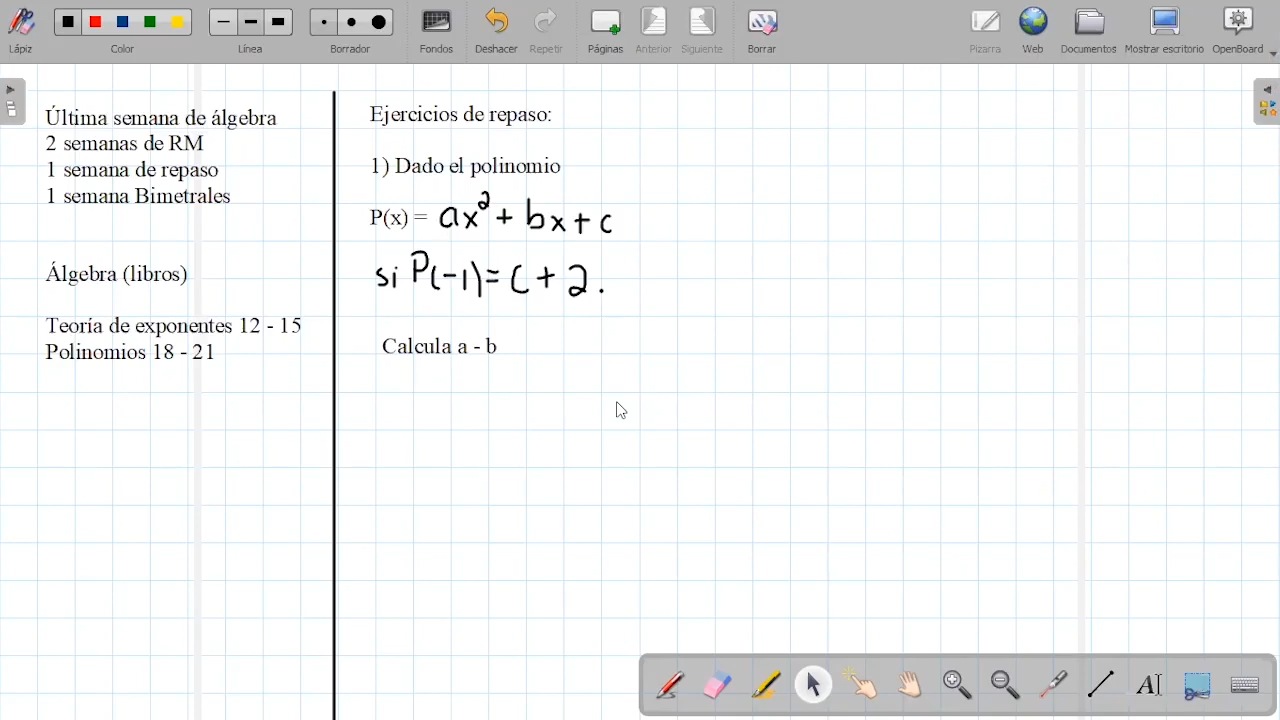 Lápiz Color Línea Borrador Fondos Deshacer Repetir Páginas Anterior Siguiente Borrar Pizarra Web Documentos Mostrar escritorio OpenBoard
Última semana de álgebra
2 semanas de RM
1 semana de repaso
1 semana Bimetrales
Álgebra (libros)
Teoría de exponentes 12 - 15
Polinomios 18 - 21
Ejercicios de repaso:
1) Dado el polinomio
P(x) = ax² + bx + c
si P(-1) = c + 2.
Calcula a - b